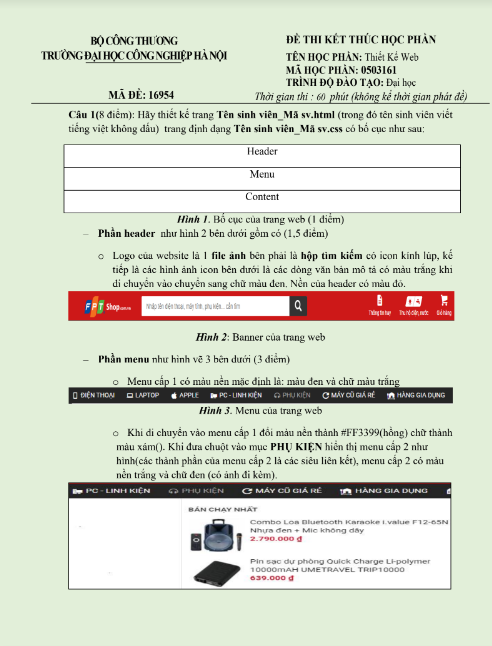 BỘ CÔNG THƯƠNG
TRƯỜNG ĐẠI HỌC CÔNG NGHIỆP HÀ NỘI
MÃ ĐỀ: 16954
ĐỀ THI KẾT THÚC HỌC PHẦN
TÊN HỌC PHẦN: Thiết Kế Web
MÃ HỌC PHẦN: 0503161
TRÌNH ĐỘ ĐÀO TẠO: Đại học
Thời gian thi : 60 phút (không kể thời gian phát đề)
Câu 1(8 điểm): Hãy thiết kế trang Tên sinh viên_Mã sv.html (trong đó tên sinh viên viết
tiếng việt không dấu) trang định dạng Tên sinh viên_Mã sv.css có bố cục như sau:
Header
Menu
Content
Hình 1. Bố cục của trang web (1 điểm)
– Phần header như hình 2 bên dưới gồm có (1,5 điểm)
o Logo của website là 1 file ảnh bên phải là hộp tìm kiếm có icon kính lúp, kế
tiếp là các hình ảnh icon bên dưới là các dòng văn bản mô tả có màu trắng khi
di chuyển vào chuyển sang chữ màu đen. Nền của header có màu đỏ.
FPT Shop.com.vn Nhập tên điện thoại, máy tính, phụ kiện... cần tìm Thông tin hay Thu hồ điện, nước Giỏ hàng
Hình 2: Banner của trang web
– Phần menu như hình vẽ 3 bên dưới (3 điểm)
o Menu cấp 1 có màu nền mặc định là: màu đen và chữ màu trắng
ĐIỆN THOẠI LAPTOP APPLE PC - LINH KIỆN PHỤ KIỆN MÁY CŨ GIÁ RẺ HÀNG GIA DỤNG
Hình 3. Menu của trang web
o Khi di chuyển vào menu cấp 1 đổi màu nền thành #FF3399(hồng) chữ thành
màu xám(). Khi đưa chuột vào mục PHỤ KIỆN hiển thị menu cấp 2 như
hình(các thành phần của menu cấp 2 là các siêu liên kết), menu cấp 2 có màu
nền trắng và chữ đen (có ảnh đi kèm).
PC - LINH KIỆN PHỤ KIỆN MÁY CŨ GIÁ RẺ HÀNG GIA DỤNG
BÁN CHẠY NHẤT
Combo Loa Bluetooth Karaoke i.value F12-65N
Nhựa đen + Mic không dây
2.790.000 ₫
Pin sạc dự phòng Quick Charge Li-polymer
10000mAH UMETRAVEL TRIP10000
639.000 ₫